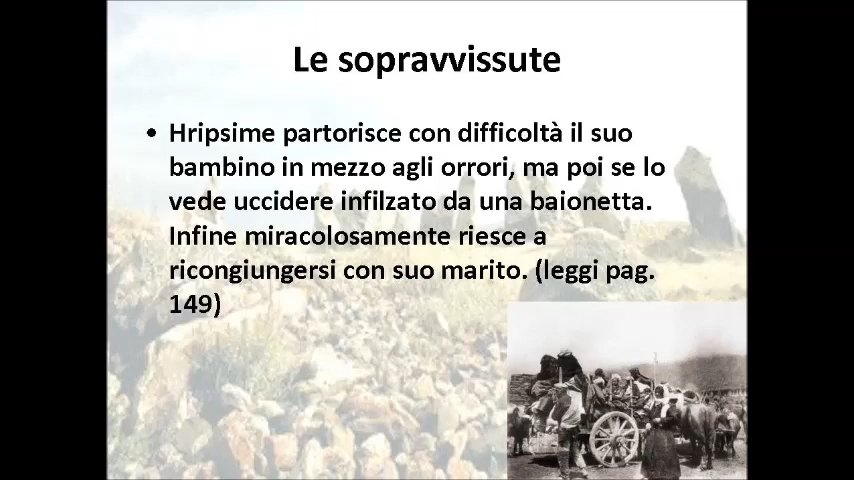 Le sopravvissute
• Hripsime partorisce con difficoltà il suo
bambino in mezzo agli orrori, ma poi se lo
vede uccidere infilzato da una baionetta.
Infine miracolosamente riesce a
ricongiungersi con suo marito. (leggi pag.
149)